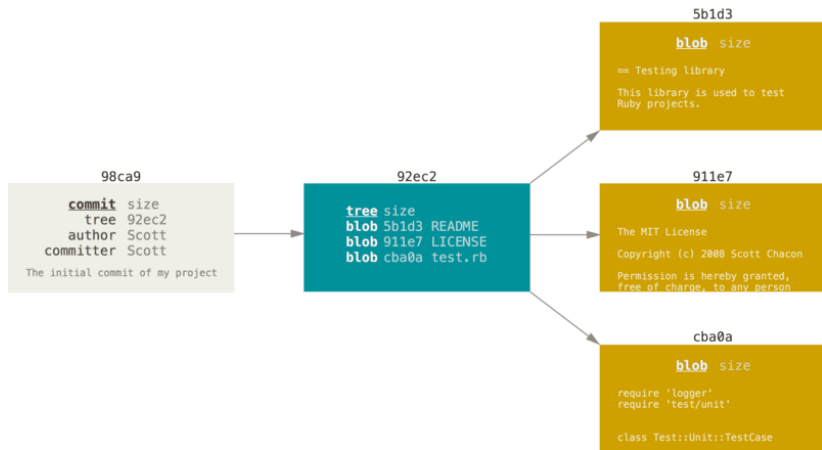 98ca9
commit size
tree 92ec2
author Scott
committer Scott
The initial commit of my project
92ec2
tree size
blob 5b1d3 README
blob 911e7 LICENSE
blob cba0a test.rb
5b1d3
blob size
== Testing library
This library is used to test
Ruby projects.
911e7
blob size
The MIT License
Copyright (c) 2008 Scott Chacon
Permission is hereby granted,
free of charge, to any person
cba0a
blob size
require 'logger'
require 'test/unit'
class Test::Unit::TestCase